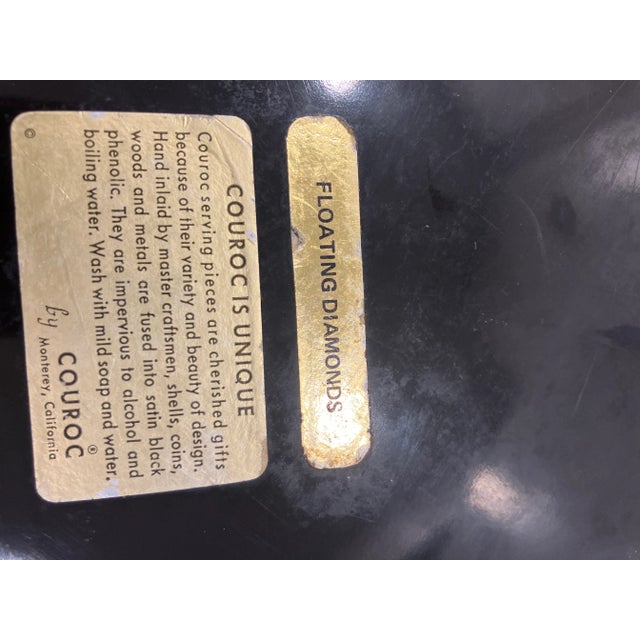 FLOATING DIAMONDS
COUROC IS UNIQUE
Couroc serving pieces are cherished gifts
because of their variety and beauty of design.
Hand inlaid by master craftsmen, shells, coins,
woods and metals are fused into satin black
phenolic. They are impervious to alcohol and
boiling water. Wash with mild soap and water.
by COUROC®
Monterey, California
©